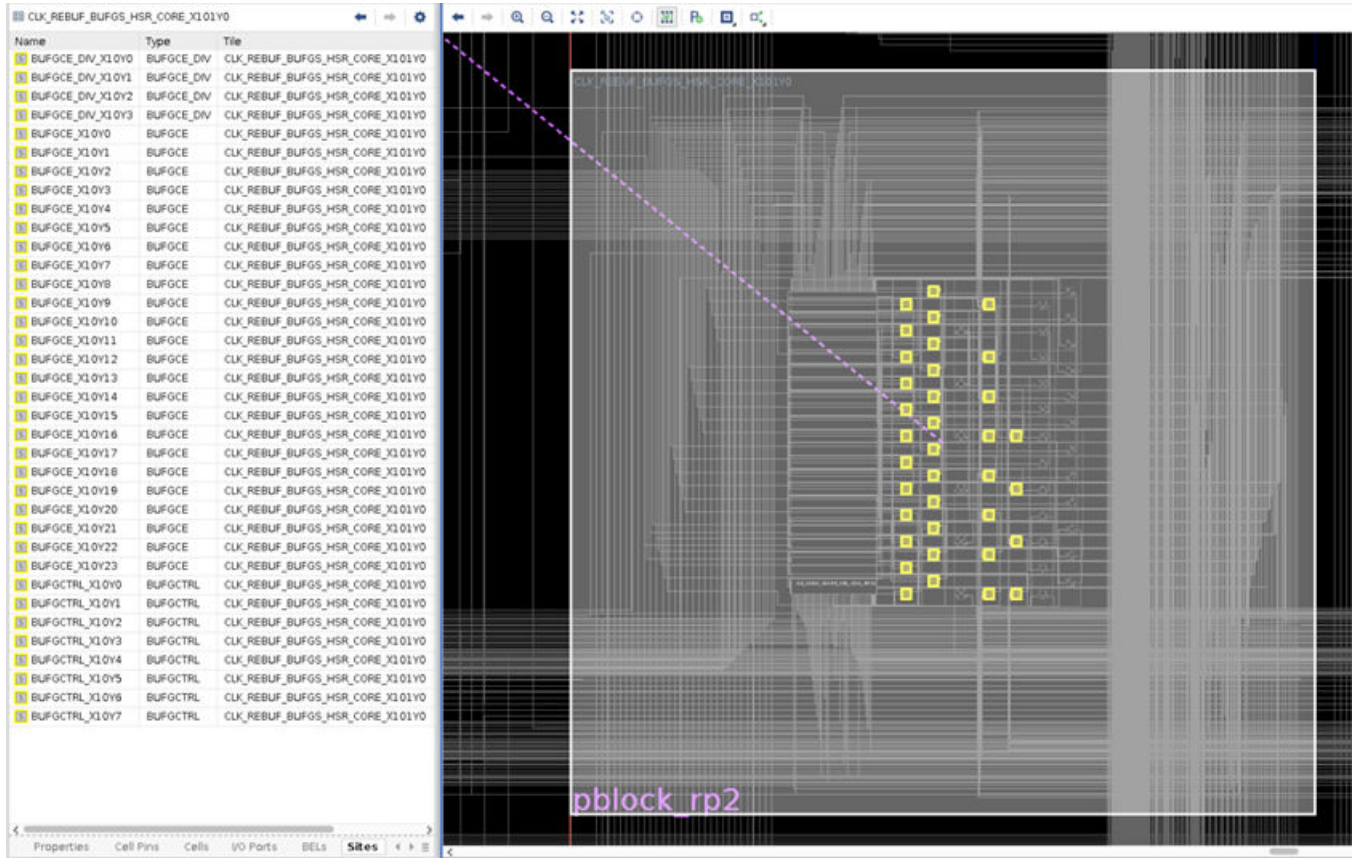 CLK_REBUF_BUFGS_HSR_CORE_X101Y0
Name Type Tile
BUFGCE_DIV_X10Y0 BUFGCE_DIV CLK_REBUF_BUFGS_HSR_CORE_X101Y0
BUFGCE_DIV_X10Y1 BUFGCE_DIV CLK_REBUF_BUFGS_HSR_CORE_X101Y0
BUFGCE_DIV_X10Y2 BUFGCE_DIV CLK_REBUF_BUFGS_HSR_CORE_X101Y0
BUFGCE_DIV_X10Y3 BUFGCE_DIV CLK_REBUF_BUFGS_HSR_CORE_X101Y0
BUFGCE_X10Y0 BUFGCE CLK_REBUF_BUFGS_HSR_CORE_X101Y0
BUFGCE_X10Y1 BUFGCE CLK_REBUF_BUFGS_HSR_CORE_X101Y0
BUFGCE_X10Y2 BUFGCE CLK_REBUF_BUFGS_HSR_CORE_X101Y0
BUFGCE_X10Y3 BUFGCE CLK_REBUF_BUFGS_HSR_CORE_X101Y0
BUFGCE_X10Y4 BUFGCE CLK_REBUF_BUFGS_HSR_CORE_X101Y0
BUFGCE_X10Y5 BUFGCE CLK_REBUF_BUFGS_HSR_CORE_X101Y0
BUFGCE_X10Y6 BUFGCE CLK_REBUF_BUFGS_HSR_CORE_X101Y0
BUFGCE_X10Y7 BUFGCE CLK_REBUF_BUFGS_HSR_CORE_X101Y0
BUFGCE_X10Y8 BUFGCE CLK_REBUF_BUFGS_HSR_CORE_X101Y0
BUFGCE_X10Y9 BUFGCE CLK_REBUF_BUFGS_HSR_CORE_X101Y0
BUFGCE_X10Y10 BUFGCE CLK_REBUF_BUFGS_HSR_CORE_X101Y0
BUFGCE_X10Y11 BUFGCE CLK_REBUF_BUFGS_HSR_CORE_X101Y0
BUFGCE_X10Y12 BUFGCE CLK_REBUF_BUFGS_HSR_CORE_X101Y0
BUFGCE_X10Y13 BUFGCE CLK_REBUF_BUFGS_HSR_CORE_X101Y0
BUFGCE_X10Y14 BUFGCE CLK_REBUF_BUFGS_HSR_CORE_X101Y0
BUFGCE_X10Y15 BUFGCE CLK_REBUF_BUFGS_HSR_CORE_X101Y0
BUFGCE_X10Y16 BUFGCE CLK_REBUF_BUFGS_HSR_CORE_X101Y0
BUFGCE_X10Y17 BUFGCE CLK_REBUF_BUFGS_HSR_CORE_X101Y0
BUFGCE_X10Y18 BUFGCE CLK_REBUF_BUFGS_HSR_CORE_X101Y0
BUFGCE_X10Y19 BUFGCE CLK_REBUF_BUFGS_HSR_CORE_X101Y0
BUFGCE_X10Y20 BUFGCE CLK_REBUF_BUFGS_HSR_CORE_X101Y0
BUFGCE_X10Y21 BUFGCE CLK_REBUF_BUFGS_HSR_CORE_X101Y0
BUFGCE_X10Y22 BUFGCE CLK_REBUF_BUFGS_HSR_CORE_X101Y0
BUFGCE_X10Y23 BUFGCE CLK_REBUF_BUFGS_HSR_CORE_X101Y0
BUFGCTRL_X10Y0 BUFGCTRL CLK_REBUF_BUFGS_HSR_CORE_X101Y0
BUFGCTRL_X10Y1 BUFGCTRL CLK_REBUF_BUFGS_HSR_CORE_X101Y0
BUFGCTRL_X10Y2 BUFGCTRL CLK_REBUF_BUFGS_HSR_CORE_X101Y0
BUFGCTRL_X10Y3 BUFGCTRL CLK_REBUF_BUFGS_HSR_CORE_X101Y0
BUFGCTRL_X10Y4 BUFGCTRL CLK_REBUF_BUFGS_HSR_CORE_X101Y0
BUFGCTRL_X10Y5 BUFGCTRL CLK_REBUF_BUFGS_HSR_CORE_X101Y0
BUFGCTRL_X10Y6 BUFGCTRL CLK_REBUF_BUFGS_HSR_CORE_X101Y0
BUFGCTRL_X10Y7 BUFGCTRL CLK_REBUF_BUFGS_HSR_CORE_X101Y0
Properties Cell Pins Cells I/O Ports BELs Sites
CLK_REBUF_BUFGS_HSR_CORE_X101Y0
pblock_rp2